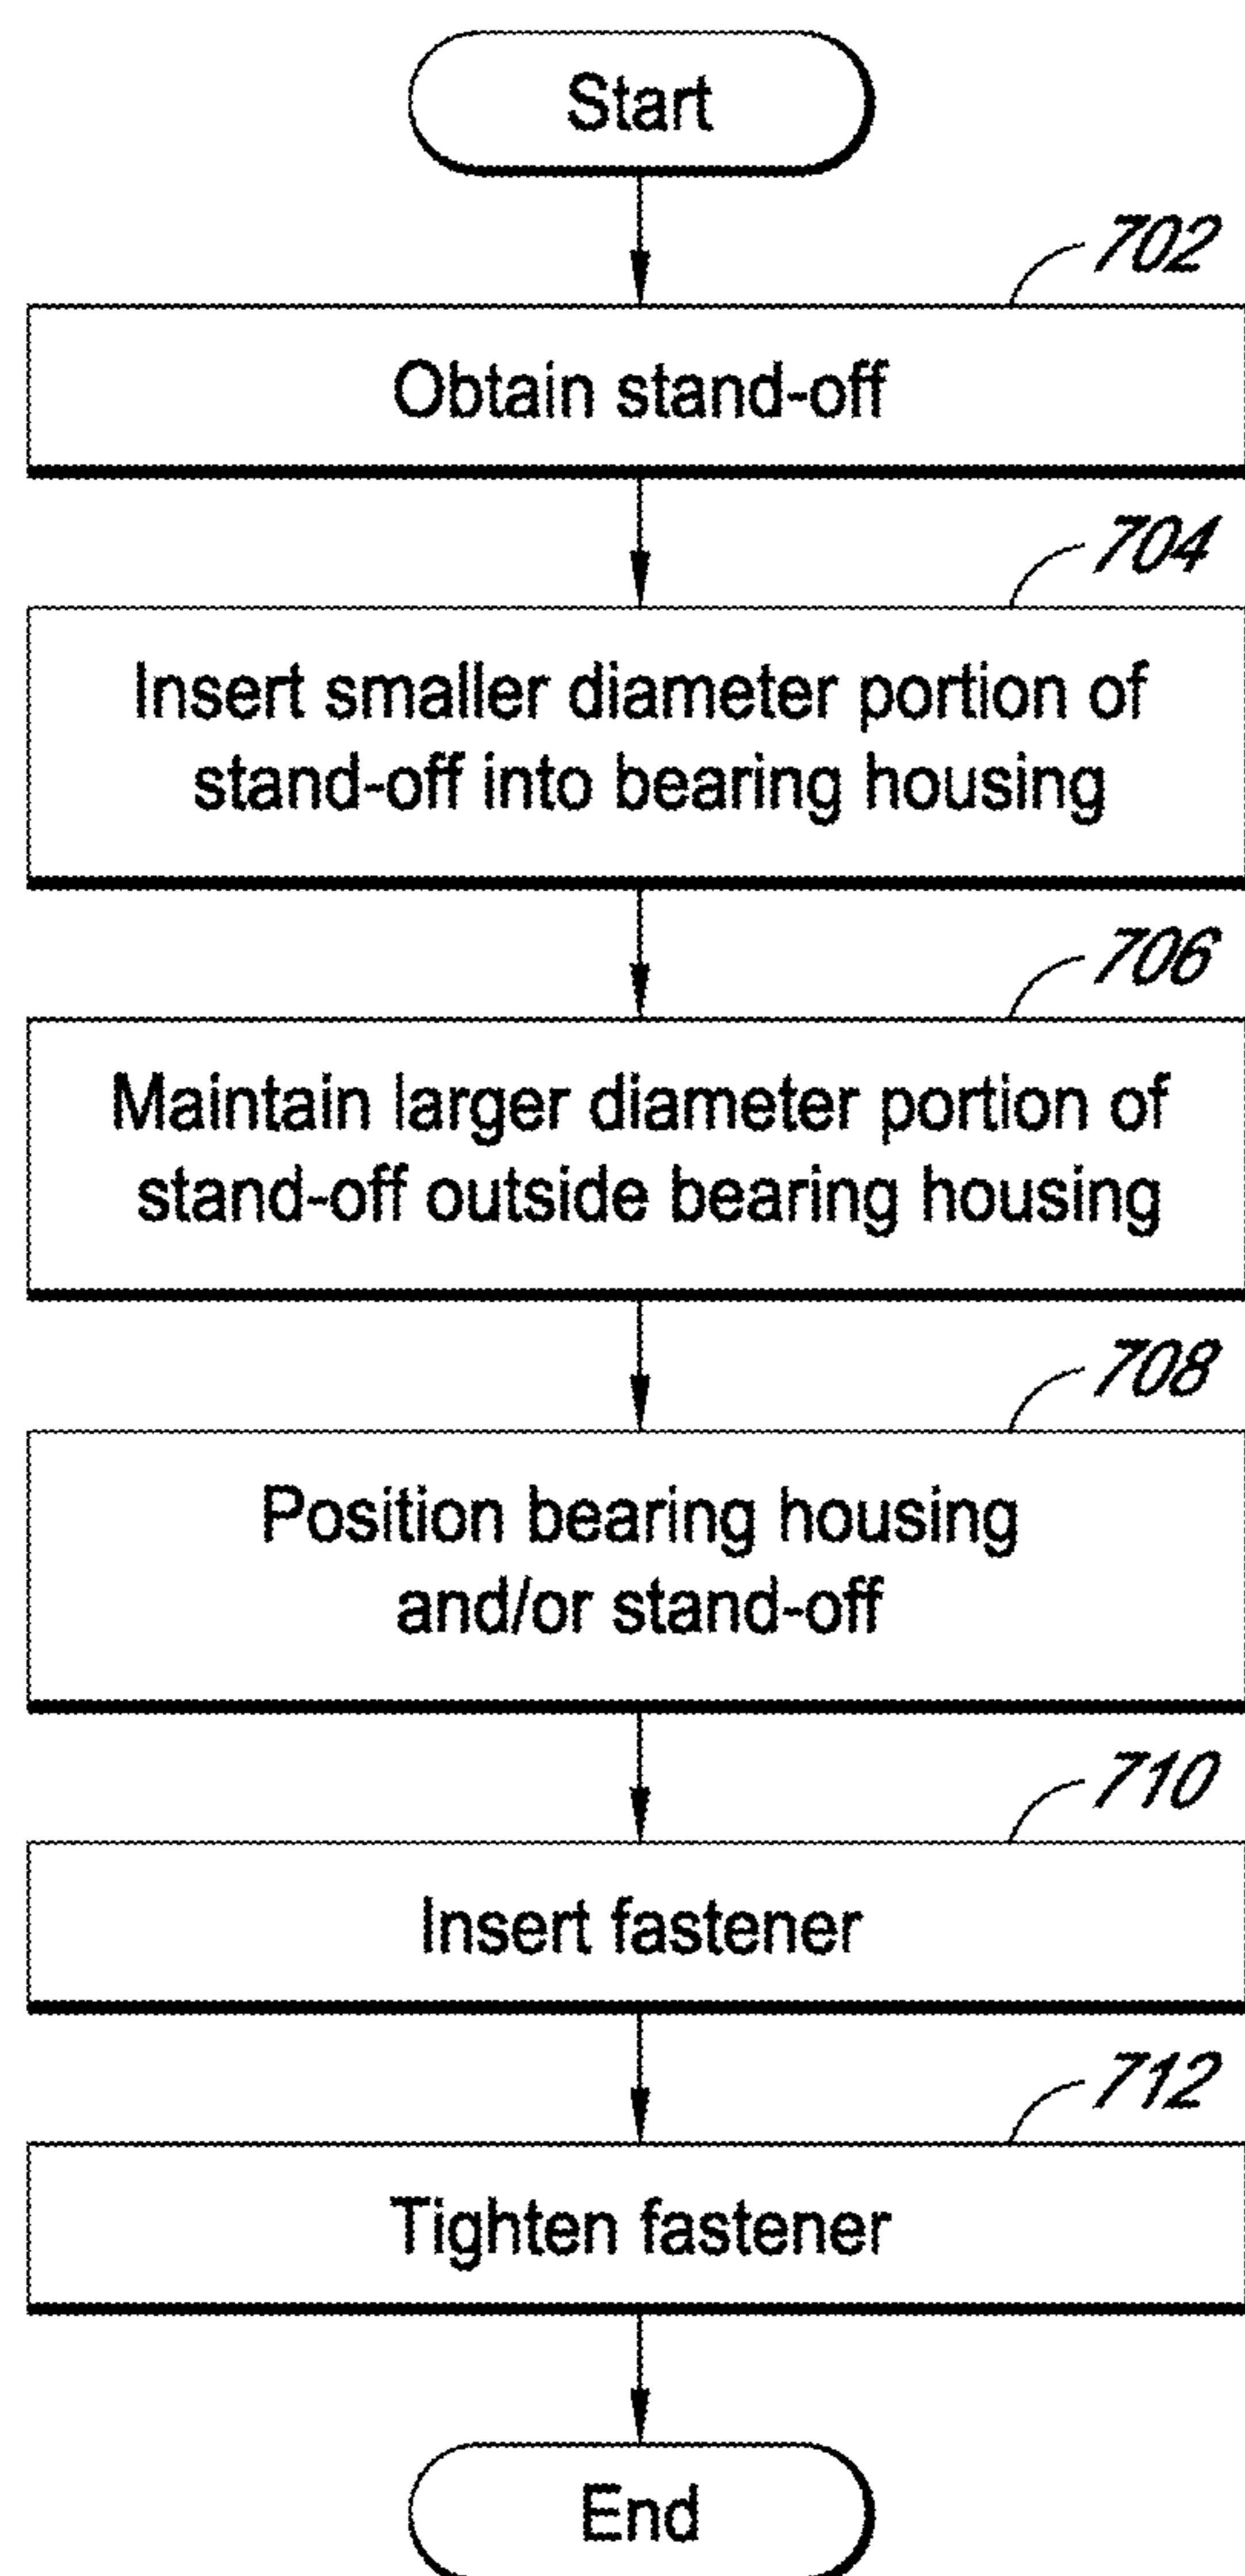 Start
702
Obtain stand-off
704
Insert smaller diameter portion of
stand-off into bearing housing
706
Maintain larger diameter portion of
stand-off outside bearing housing
708
Position bearing housing
and/or stand-off
710
Insert fastener
712
Tighten fastener
End